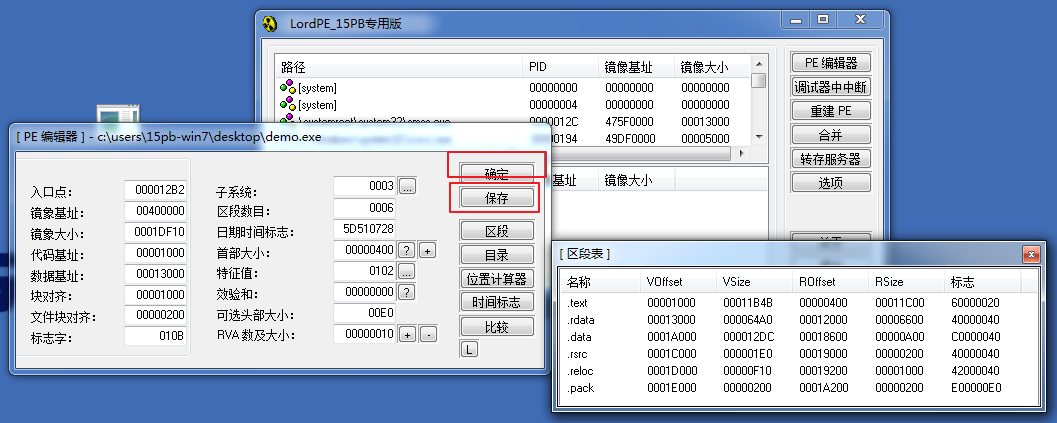 LordPE_15PB专用版
路径 PID 镜像基址 镜像大小
[system] 00000000 00000000 00000000
[system] 00000004 00000000 00000000
0000012C 475F0000 00013000
00000194 49DF0000 00005000
基址 镜像大小
PE 编辑器
调试器中中断
重建 PE
合并
转存服务器
选项
[ PE 编辑器 ] - c:\users\15pb-win7\desktop\demo.exe
入口点: 000012B2
镜象基址: 00400000
镜象大小: 0001DF10
代码基址: 00001000
数据基址: 00013000
块对齐: 00001000
文件块对齐: 00000200
标志字: 010B
子系统: 0003 ...
区段数目: 0006
日期时间标志: 5D510728
首部大小: 00000400 ? +
特征值: 0102 ...
效验和: 00000000 ?
可选头部大小: 00E0
RVA 数及大小: 00000010 + -
确定
保存
区段
目录
位置计算器
时间标志
比较
L
[ 区段表 ]
名称 VOffset VSize ROffset RSize 标志
.text 00001000 00011B4B 00000400 00011C00 60000020
.rdata 00013000 000064A0 00012000 00006600 40000040
.data 0001A000 000012DC 00018600 00000A00 C0000040
.rsrc 0001C000 000001E0 00019000 00000200 40000040
.reloc 0001D000 00000F10 00019200 00001000 42000040
.pack 0001E000 00000200 0001A200 00000200 E00000E0